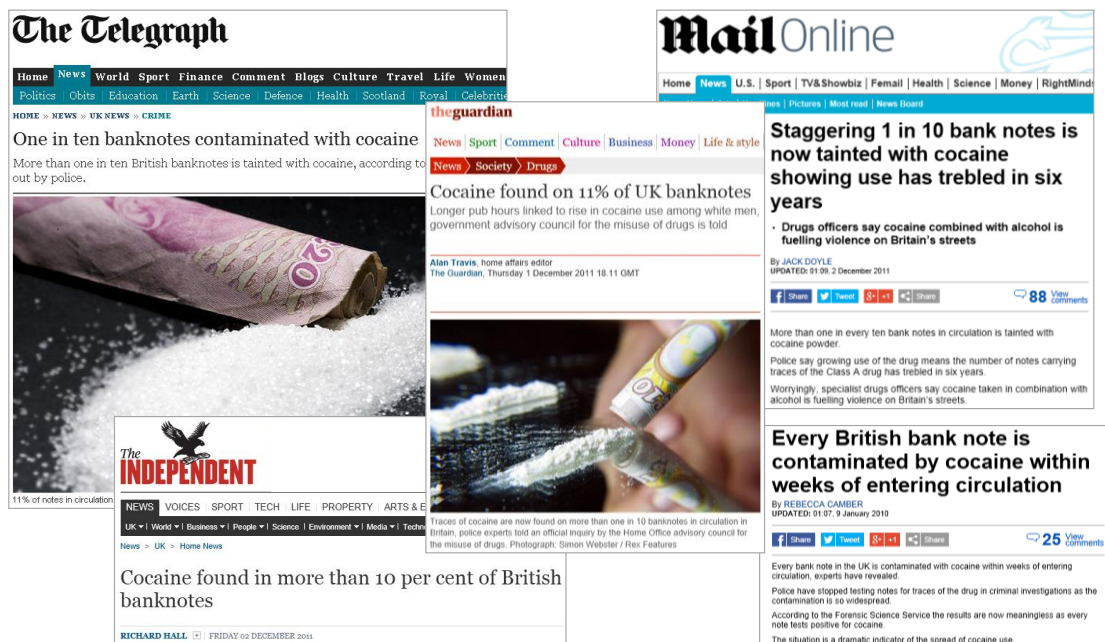 The Telegraph
Home News World Sport Finance Comment Blogs Culture Travel Life Women
Politics Obits Education Earth Science Defence Health Scotland Royal
HOME » NEWS » UK NEWS » CRIME
One in ten banknotes contaminated with cocaine
More than one in ten British banknotes is tainted with cocaine, according to
out by police.
£20
11% of notes in circulation
The
INDEPENDENT
NEWS VOICES SPORT TECH LIFE PROPERTY ARTS & E
UK World Business People Science Environment Media
News > UK > Home News
Cocaine found in more than 10 per cent of British
banknotes
RICHARD HALL + FRIDAY 02 DECEMBER 2011
theguardian
News Sport Comment Culture Business Money Life & style
News Society Drugs
Cocaine found on 11% of UK banknotes
Longer pub hours linked to rise in cocaine use among white men,
government advisory council for the misuse of drugs is told
Alan Travis, home affairs editor
The Guardian, Thursday 1 December 2011 18.11 GMT
Traces of cocaine are now found on more than one in 10 banknotes in circulation in
Britain, police experts told an official inquiry by the Home Office advisory council for
the misuse of drugs. Photograph: Simon Webster / Rex Features
Mail Online
Home News U.S. Sport TV&Showbiz Femail Health Science Money RightMinds
Pictures Most read News Board
Staggering 1 in 10 bank notes is
now tainted with cocaine
showing use has trebled in six
years
· Drugs officers say cocaine combined with alcohol is
fuelling violence on Britain's streets
By JACK DOYLE
UPDATED: 01:09, 2 December 2011
Share Tweet +1 Share 88 View comments
More than one in every ten bank notes in circulation is tainted with
cocaine powder.
Police say growing use of the drug means the number of notes carrying
traces of the Class A drug has trebled in six years.
Worryingly, specialist drugs officers say cocaine taken in combination with
alcohol is fuelling violence on Britain's streets.
Every British bank note is
contaminated by cocaine within
weeks of entering circulation
By REBECCA CAMBER
UPDATED: 01:07, 9 January 2010
Share Tweet +1 Share 25 View comments
Every bank note in the UK is contaminated with cocaine within weeks of entering
circulation, experts have revealed.
Police have stopped testing notes for traces of the drug in criminal investigations as the
contamination is so widespread.
According to the Forensic Science Service the results are now meaningless as every
note tests positive for cocaine.
The situation is a dramatic indicator of the spread of cocaine use